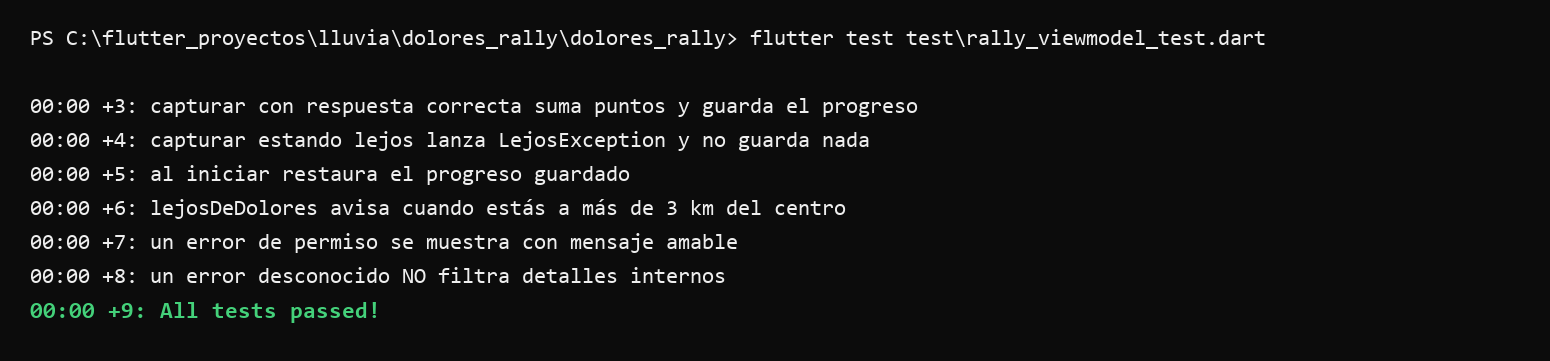 PS C:\flutter_proyectos\lluvia\dolores_rally\dolores_rally> flutter test test\rally_viewmodel_test.dart
00:00 +3: capturar con respuesta correcta suma puntos y guarda el progreso
00:00 +4: capturar estando lejos lanza LejosException y no guarda nada
00:00 +5: al iniciar restaura el progreso guardado
00:00 +6: lejosDeDolores avisa cuando estás a más de 3 km del centro
00:00 +7: un error de permiso se muestra con mensaje amable
00:00 +8: un error desconocido NO filtra detalles internos
00:00 +9: All tests passed!